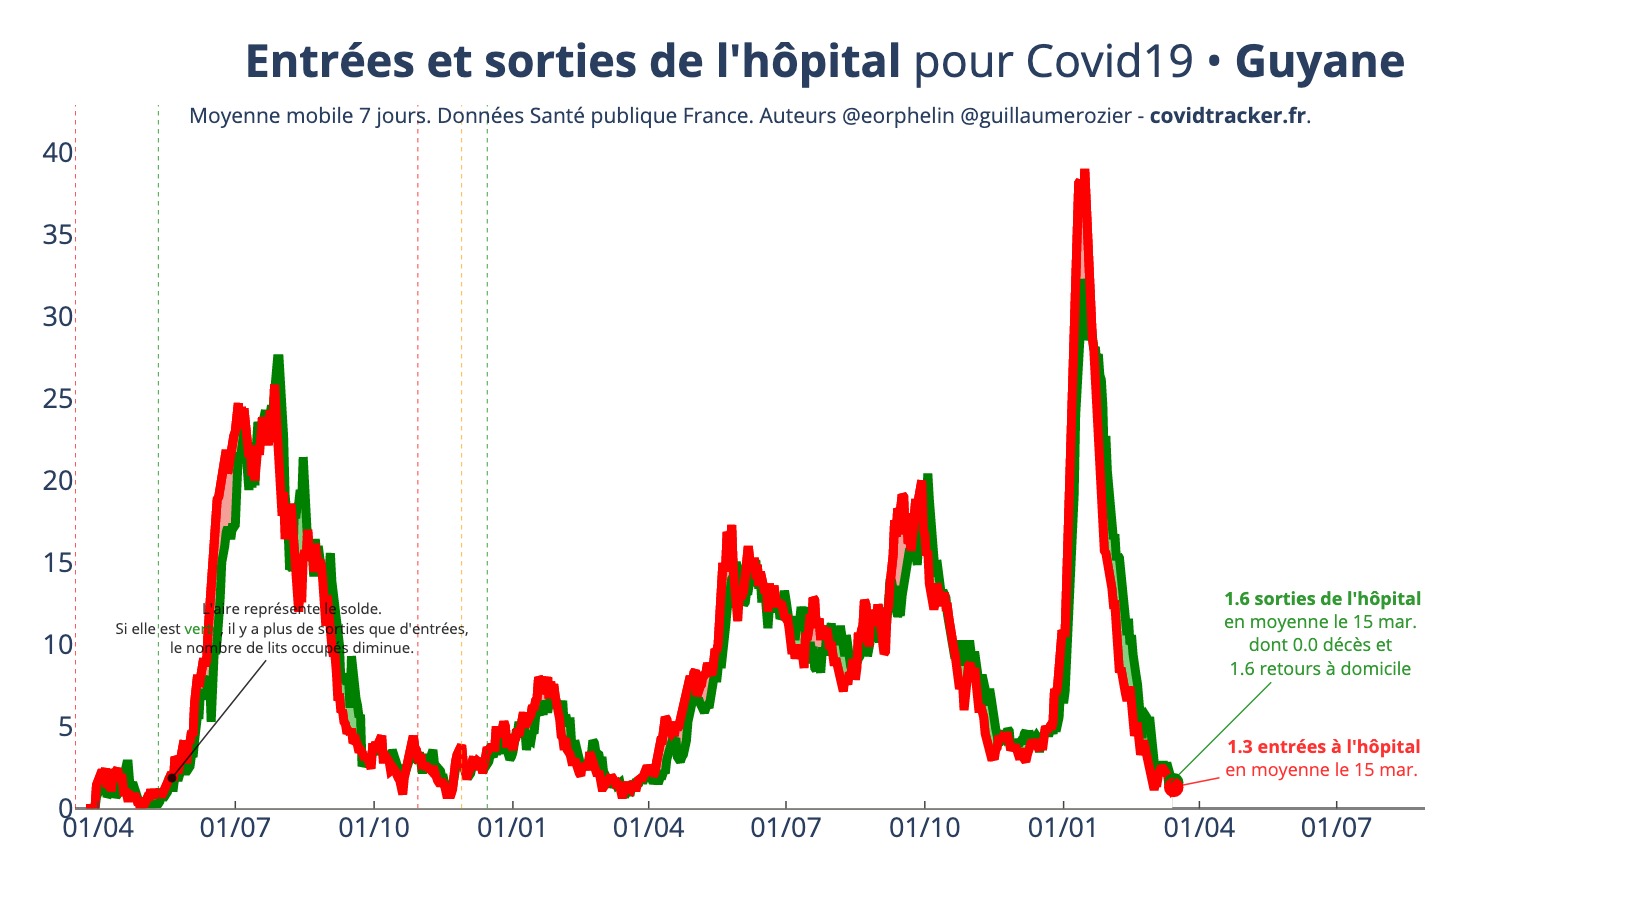 Entrées et sorties de l'hôpital pour Covid19 • Guyane
Moyenne mobile 7 jours. Données Santé publique France. Auteurs @eorphelin @guillaumerozier - covidtracker.fr.
40
35
30
25
20
15
10
5
0
L'aire représente le solde.
Si elle est verte, il y a plus de sorties que d'entrées,
le nombre de lits occupés diminue.
1.6 sorties de l'hôpital
en moyenne le 15 mar.
dont 0.0 décès et
1.6 retours à domicile
1.3 entrées à l'hôpital
en moyenne le 15 mar.
01/04 01/07 01/10 01/01 01/04 01/07 01/10 01/01 01/04 01/07